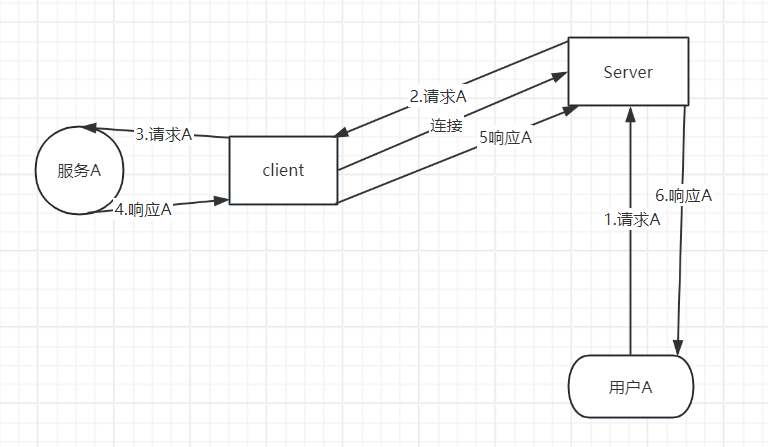 Server
2.请求A
连接
3.请求A
5响应A
服务A
client
4.响应A
6.响应A
1.请求A
用户A